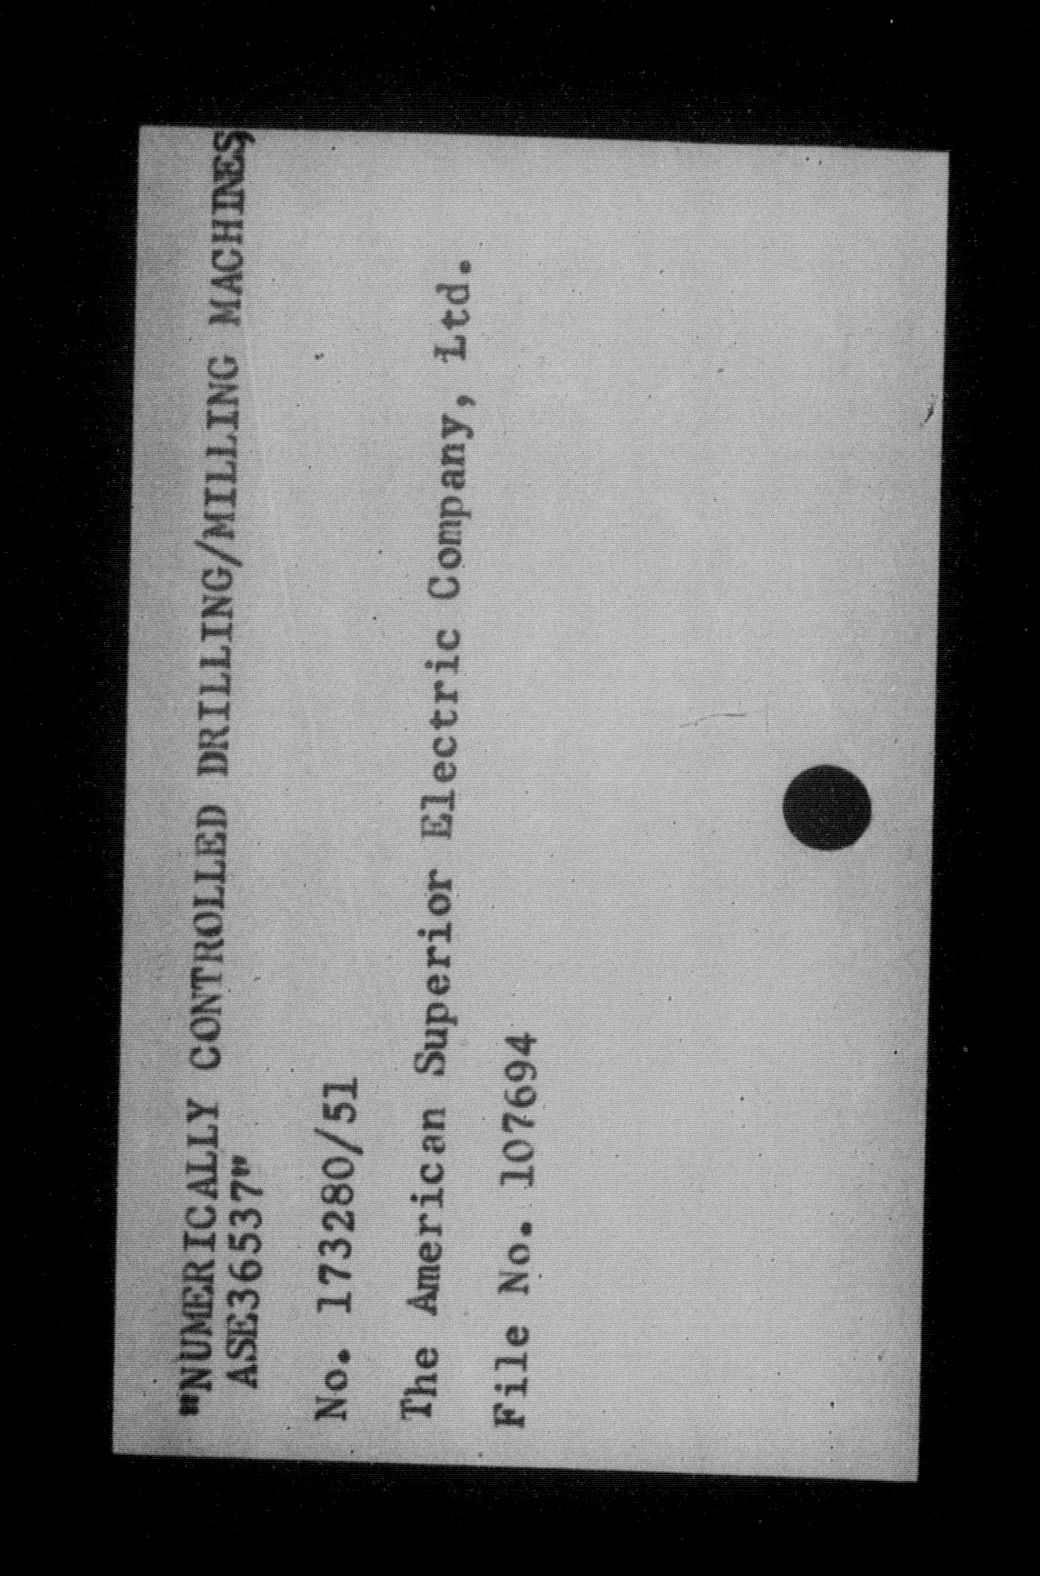 "NUMERICALLY CONTROLLED DRILLING/MILLING MACHINES,
ASE36537"
No. 173280/51
The American Superior Electric Company, Ltd.
File No. 107694